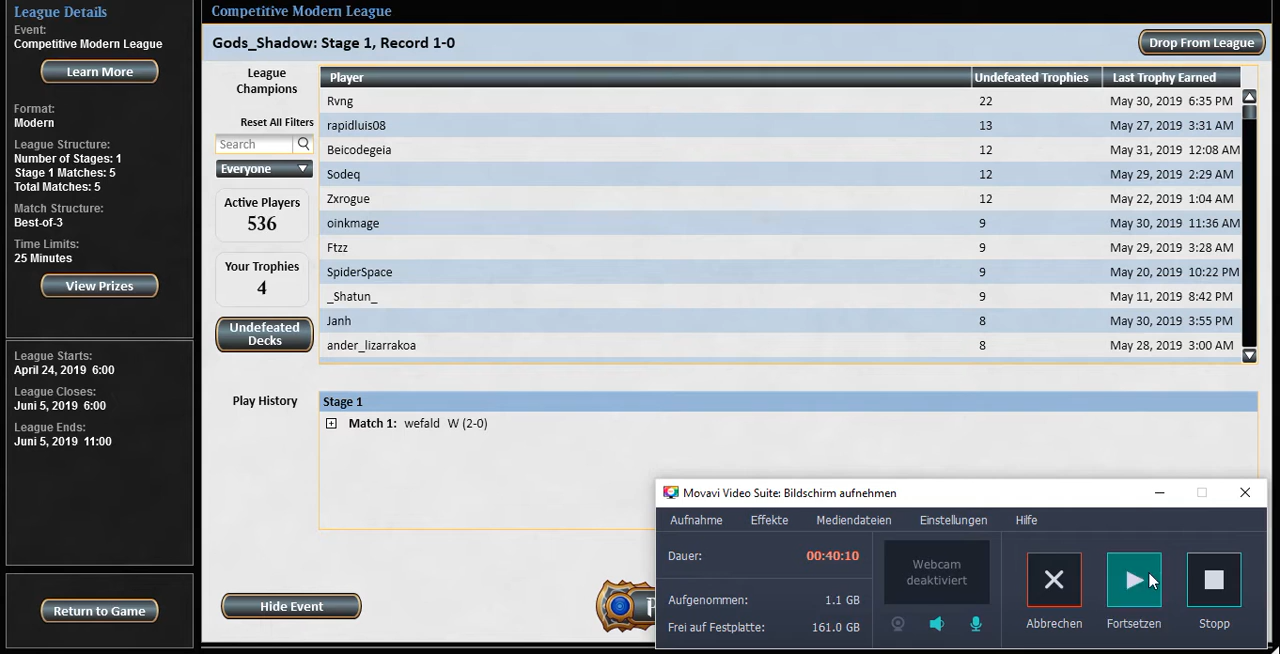 League Details
Event:
Competitive Modern League
Learn More
Format:
Modern
League Structure:
Number of Stages: 1
Stage 1 Matches: 5
Total Matches: 5
Match Structure:
Best-of-3
Time Limits:
25 Minutes
View Prizes
League Starts:
April 24, 2019 6:00
League Closes:
Juni 5, 2019 6:00
League Ends:
Juni 5, 2019 11:00
Return to Game
Competitive Modern League
Gods_Shadow: Stage 1, Record 1-0
Drop From League
League
Champions
Reset All Filters
Search
Everyone
Active Players
536
Your Trophies
4
Undefeated
Decks
Player Undefeated Trophies Last Trophy Earned
Rvng 22 May 30, 2019 6:35 PM
rapidluis08 13 May 27, 2019 3:31 AM
Beicodegeia 12 May 31, 2019 12:08 AM
Sodeq 12 May 29, 2019 2:29 AM
Zxrogue 12 May 22, 2019 1:04 AM
oinkmage 9 May 30, 2019 11:36 AM
Ftzz 9 May 29, 2019 3:28 AM
SpiderSpace 9 May 20, 2019 10:22 PM
_Shatun_ 9 May 11, 2019 8:42 PM
Janh 8 May 30, 2019 3:55 PM
ander_lizarrakoa 8 May 28, 2019 3:00 AM
Play History
Stage 1
Match 1: wefald W (2-0)
Hide Event
Movavi Video Suite: Bildschirm aufnehmen
Aufnahme Effekte Mediendateien Einstellungen Hilfe
Dauer: 00:40:10
Aufgenommen: 1.1 GB
Frei auf Festplatte: 161.0 GB
Webcam
deaktiviert
Abbrechen Fortsetzen Stopp